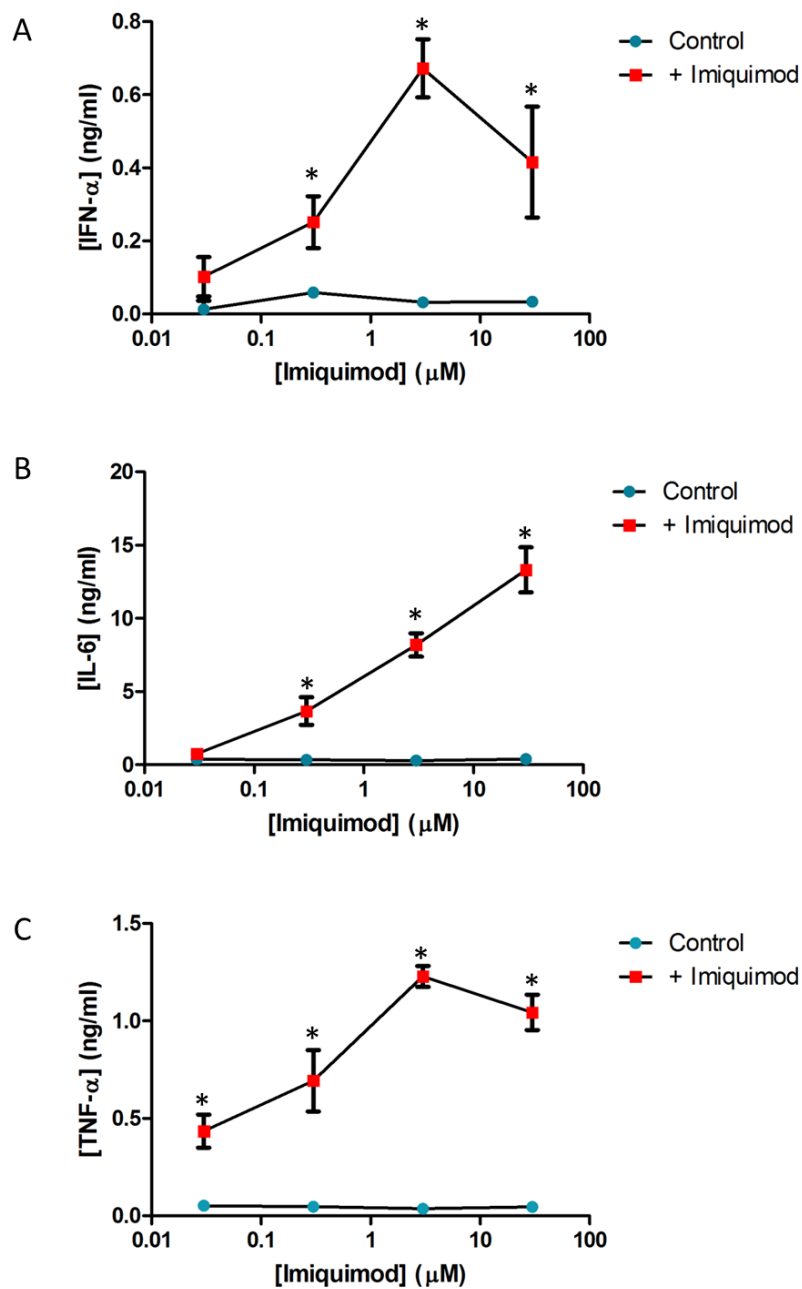 A
[IFN-α] (ng/ml)
0.8
0.6
0.4
0.2
0.0
*
*
*
0.01
0.1
1
10
100
[Imiquimod] (μM)
Control
+ Imiquimod
B
[IL-6] (ng/ml)
20
15
10
5
0
*
*
*
0.01
0.1
1
10
100
[Imiquimod] (μM)
Control
+ Imiquimod
C
[TNF-α] (ng/ml)
1.5
1.0
0.5
0.0
*
*
*
*
0.01
0.1
1
10
100
[Imiquimod] (μM)
Control
+ Imiquimod